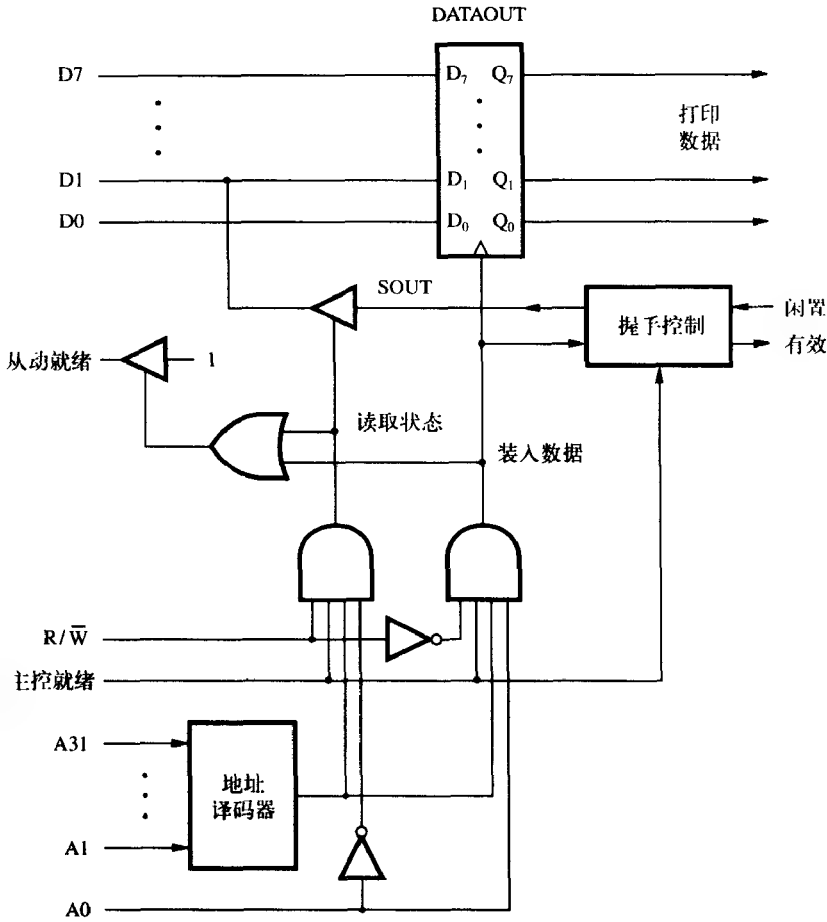 DATAOUT
D7
D₇
Q₇
打印
数据
D1
D₁
Q₁
D0
D₀
Q₀
SOUT
握手控制
闲置
有效
从动就绪
1
读取状态
装入数据
R/W̅
主控就绪
A31
地址
译码器
A1
A0